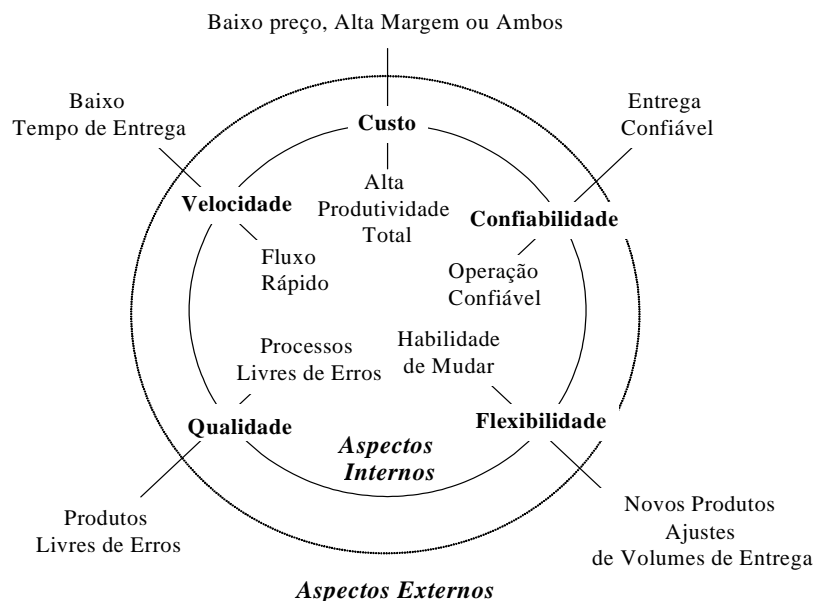 Baixo preço, Alta Margem ou Ambos
Baixo
Tempo de Entrega
Entrega
Confiável
Custo
Velocidade
Alta
Produtividade
Total
Confiabilidade
Fluxo
Rápido
Operação
Confiável
Processos
Livres de Erros
Habilidade
de Mudar
Qualidade
Flexibilidade
Aspectos
Internos
Produtos
Livres de Erros
Novos Produtos
Ajustes
de Volumes de Entrega
Aspectos Externos